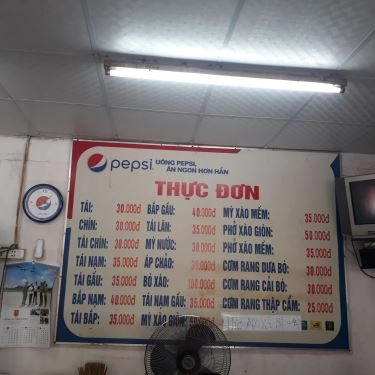 pepsi
UỐNG PEPSI,
ĂN NGON HƠN HẲN
THỰC ĐƠN
TÁI: 30.000đ BẮP GẦU: 40.000đ MỲ XÀO MỀM: 35.000đ
CHÍN: 30.000đ TÁI LĂN: 35.000đ PHỞ XÀO GIÒN: 50.000đ
TÁI CHÍN: 30.000đ MỲ NƯỚC: 30.000đ PHỞ XÀO MỀM: 35.000đ
TÁI NẠM: 35.000đ ÁP CHẢO: CƠM RANG DƯA BÒ: 30.000đ
TÁI GẦU: 35.000đ BÒ XÀO: 100.000đ CƠM RANG CẢI BÒ: 30.000đ
BẮP NẠM: 40.000đ TÁI NẠM GẦU: 35.000đ CƠM RANG THẬP CẨM: 25.000đ
TÁI BẮP: 35.000đ MỲ XÀO GIÒN: